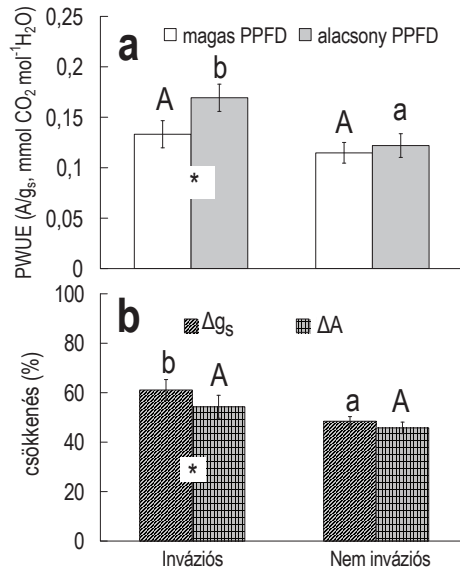 a
magas PPFD
alacsony PPFD
PWUE (A/gs, mmol CO2 mol⁻¹H2O)
0,25
0,2
0,15
0,1
0,05
0
A
b
A
a
*
b
Δgs
ΔA
csökkenés (%)
100
80
60
40
20
0
b
A
a
A
*
Inváziós
Nem inváziós